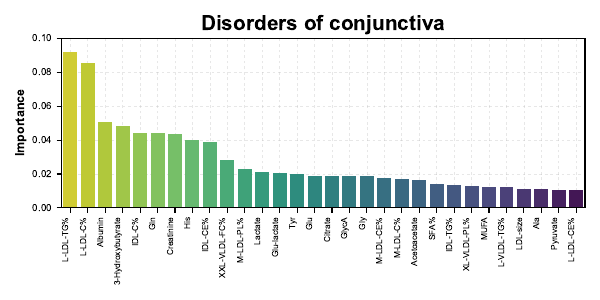 Disorders of conjunctiva
Importance
0.10
0.08
0.06
0.04
0.02
0.00
L-LDL-TG%
L-LDL-C%
Albumin
3-Hydroxybutyrate
IDL-C%
Gln
Creatinine
His
IDL-CE%
XXL-VLDL-FC%
M-LDL-PL%
Lactate
Glu-lactate
Tyr
Glu
Citrate
GlycA
Gly
M-LDL-CE%
M-LDL-C%
Acetoacetate
SFA%
IDL-TG%
XL-VLDL-PL%
MUFA
L-VLDL-TG%
LDL-size
Ala
Pyruvate
L-LDL-CE%